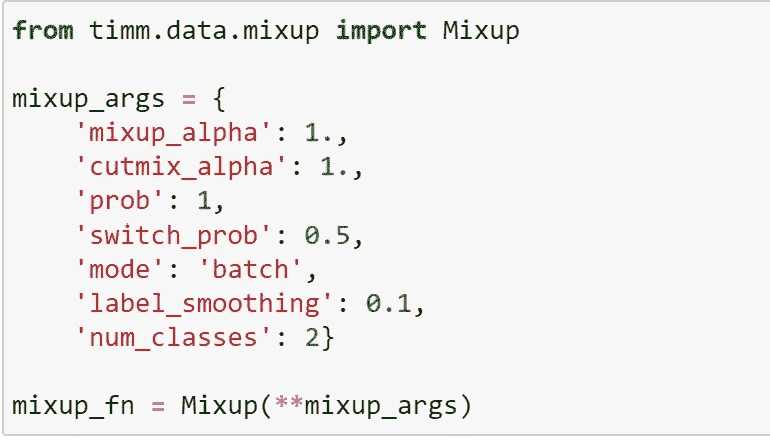 from timm.data.mixup import Mixup
mixup_args = {
    'mixup_alpha': 1.,
    'cutmix_alpha': 1.,
    'prob': 1,
    'switch_prob': 0.5,
    'mode': 'batch',
    'label_smoothing': 0.1,
    'num_classes': 2}
mixup_fn = Mixup(**mixup_args)